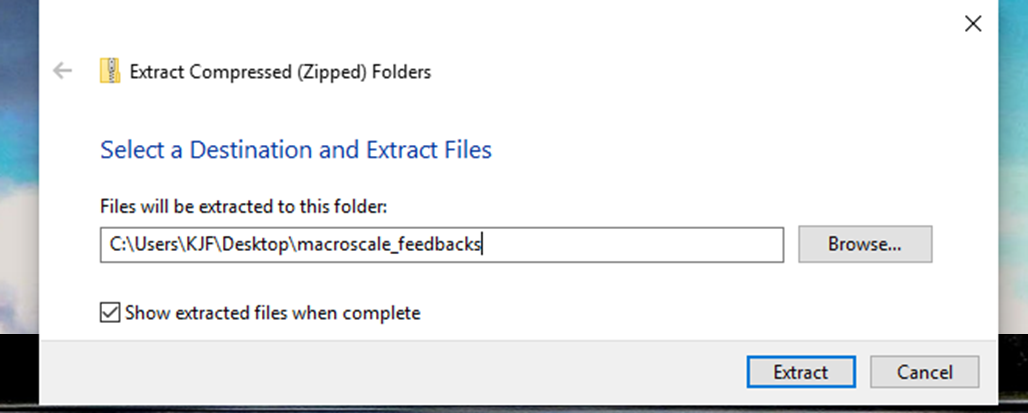 Extract Compressed (Zipped) Folders
Select a Destination and Extract Files
Files will be extracted to this folder:
C:\Users\KJF\Desktop\macroscale_feedbacks
Browse...
Show extracted files when complete
Extract
Cancel